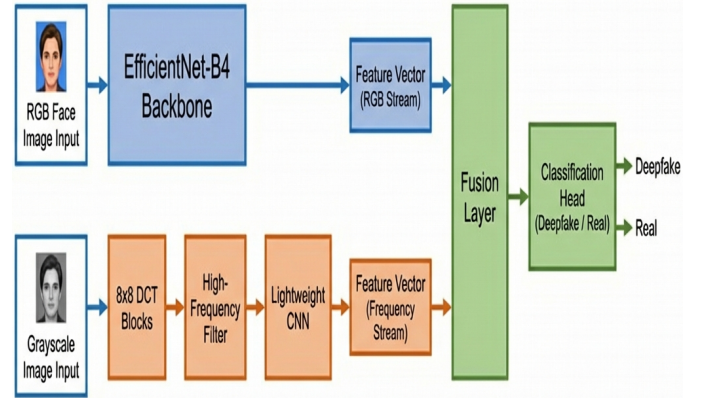 RGB Face
Image Input
EfficientNet-B4
Backbone
Feature Vector
(RGB Stream)
Fusion
Layer
Classification
Head
(Deepfake / Real)
Deepfake
Real
Grayscale
Image Input
8x8 DCT
Blocks
High-
Frequency
Filter
Lightweight
CNN
Feature Vector
(Frequency
Stream)